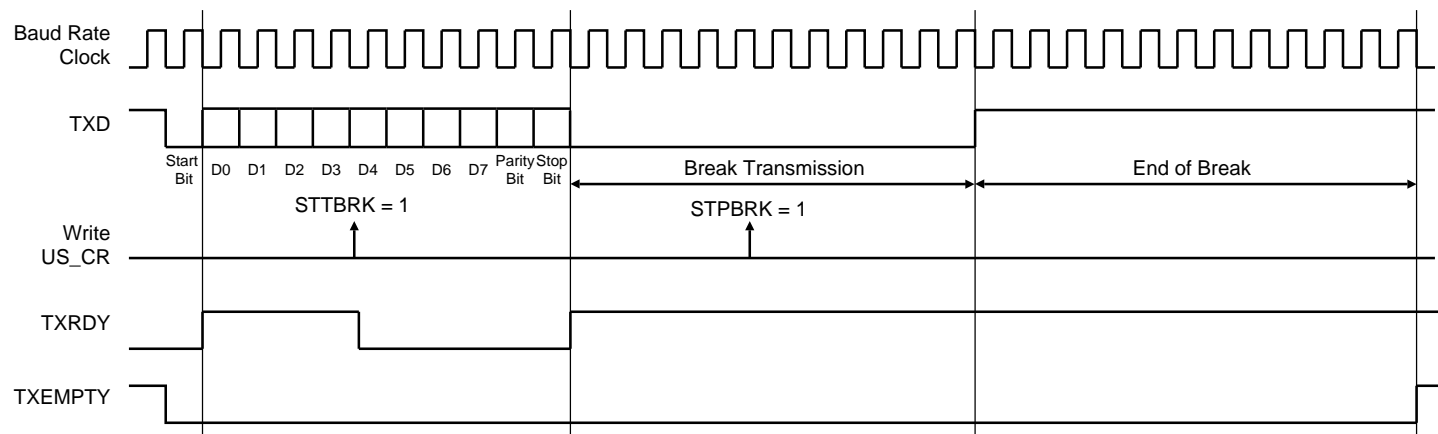 Baud Rate
Clock
TXD
Start
Bit
D0 D1 D2 D3 D4 D5 D6 D7
Parity
Bit
Stop
Bit
Break Transmission
End of Break
STTBRK = 1
STPBRK = 1
Write
US_CR
TXRDY
TXEMPTY